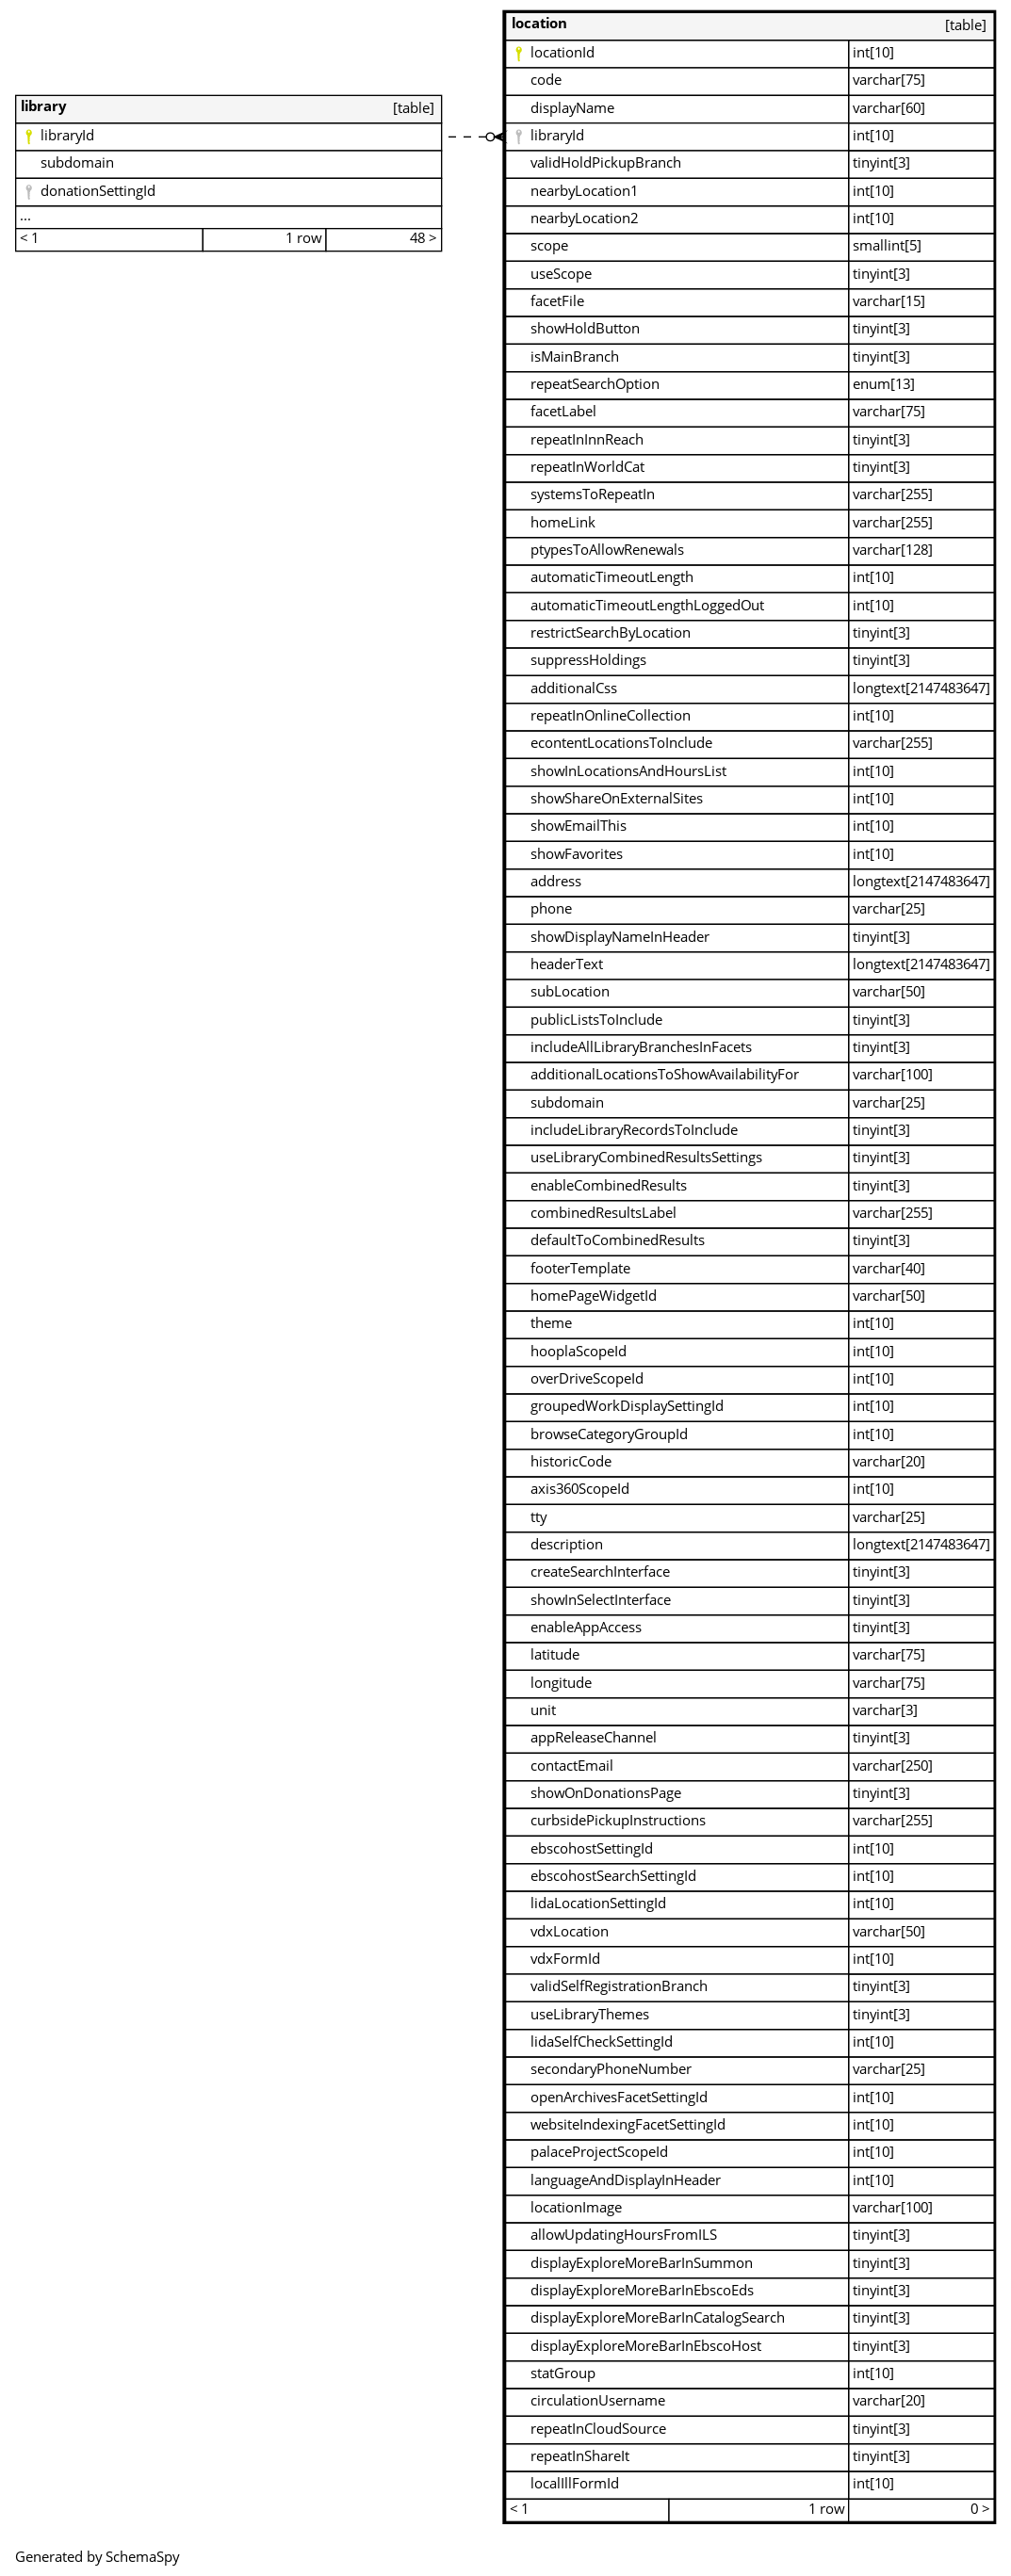 library [table]
libraryId
subdomain
donationSettingId
...
< 1 1 row 48 >
location [table]
locationId int[10]
code varchar[75]
displayName varchar[60]
libraryId int[10]
validHoldPickupBranch tinyint[3]
nearbyLocation1 int[10]
nearbyLocation2 int[10]
scope smallint[5]
useScope tinyint[3]
facetFile varchar[15]
showHoldButton tinyint[3]
isMainBranch tinyint[3]
repeatSearchOption enum[13]
facetLabel varchar[75]
repeatInInnReach tinyint[3]
repeatInWorldCat tinyint[3]
systemsToRepeatIn varchar[255]
homeLink varchar[255]
ptypesToAllowRenewals varchar[128]
automaticTimeoutLength int[10]
automaticTimeoutLengthLoggedOut int[10]
restrictSearchByLocation tinyint[3]
suppressHoldings tinyint[3]
additionalCss longtext[2147483647]
repeatInOnlineCollection int[10]
econtentLocationsToInclude varchar[255]
showInLocationsAndHoursList int[10]
showShareOnExternalSites int[10]
showEmailThis int[10]
showFavorites int[10]
address longtext[2147483647]
phone varchar[25]
showDisplayNameInHeader tinyint[3]
headerText longtext[2147483647]
subLocation varchar[50]
publicListsToInclude tinyint[3]
includeAllLibraryBranchesInFacets tinyint[3]
additionalLocationsToShowAvailabilityFor varchar[100]
subdomain varchar[25]
includeLibraryRecordsToInclude tinyint[3]
useLibraryCombinedResultsSettings tinyint[3]
enableCombinedResults tinyint[3]
combinedResultsLabel varchar[255]
defaultToCombinedResults tinyint[3]
footerTemplate varchar[40]
homePageWidgetId varchar[50]
theme int[10]
hooplaScopeId int[10]
overDriveScopeId int[10]
groupedWorkDisplaySettingId int[10]
browseCategoryGroupId int[10]
historicCode varchar[20]
axis360ScopeId int[10]
tty varchar[25]
description longtext[2147483647]
createSearchInterface tinyint[3]
showInSelectInterface tinyint[3]
enableAppAccess tinyint[3]
latitude varchar[75]
longitude varchar[75]
unit varchar[3]
appReleaseChannel tinyint[3]
contactEmail varchar[250]
showOnDonationsPage tinyint[3]
curbsidePickupInstructions varchar[255]
ebscohostSettingId int[10]
ebscohostSearchSettingId int[10]
lidaLocationSettingId int[10]
vdxLocation varchar[50]
vdxFormId int[10]
validSelfRegistrationBranch tinyint[3]
useLibraryThemes tinyint[3]
lidaSelfCheckSettingId int[10]
secondaryPhoneNumber varchar[25]
openArchivesFacetSettingId int[10]
websiteIndexingFacetSettingId int[10]
palaceProjectScopeId int[10]
languageAndDisplayInHeader int[10]
locationImage varchar[100]
allowUpdatingHoursFromILS tinyint[3]
displayExploreMoreBarInSummon tinyint[3]
displayExploreMoreBarInEbscoEds tinyint[3]
displayExploreMoreBarInCatalogSearch tinyint[3]
displayExploreMoreBarInEbscoHost tinyint[3]
statGroup int[10]
circulationUsername varchar[20]
repeatInCloudSource tinyint[3]
repeatInShareIt tinyint[3]
localIllFormId int[10]
< 1 1 row 0 >
Generated by SchemaSpy